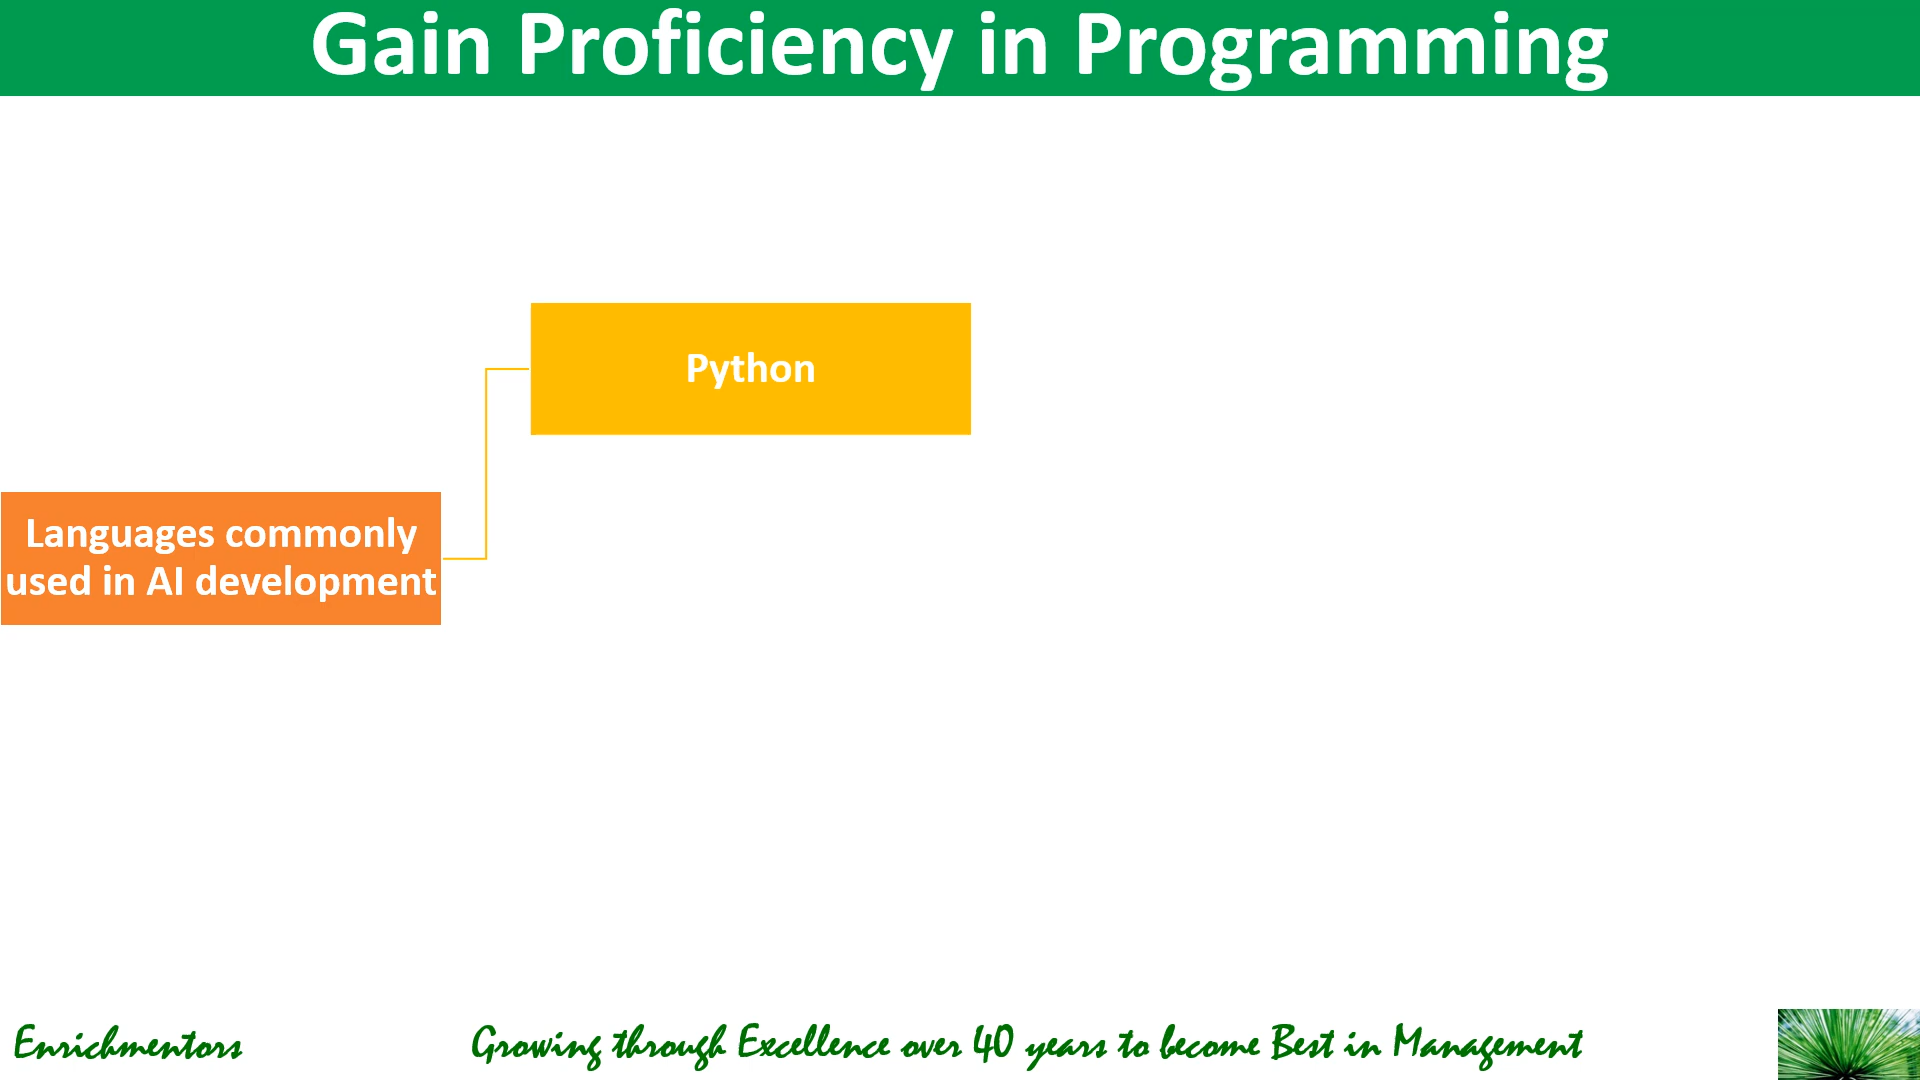 Gain Proficiency in Programming
Python
Languages commonly
used in AI development
Enrichmentors
Growing through Excellence over 40 years to become Best in Management